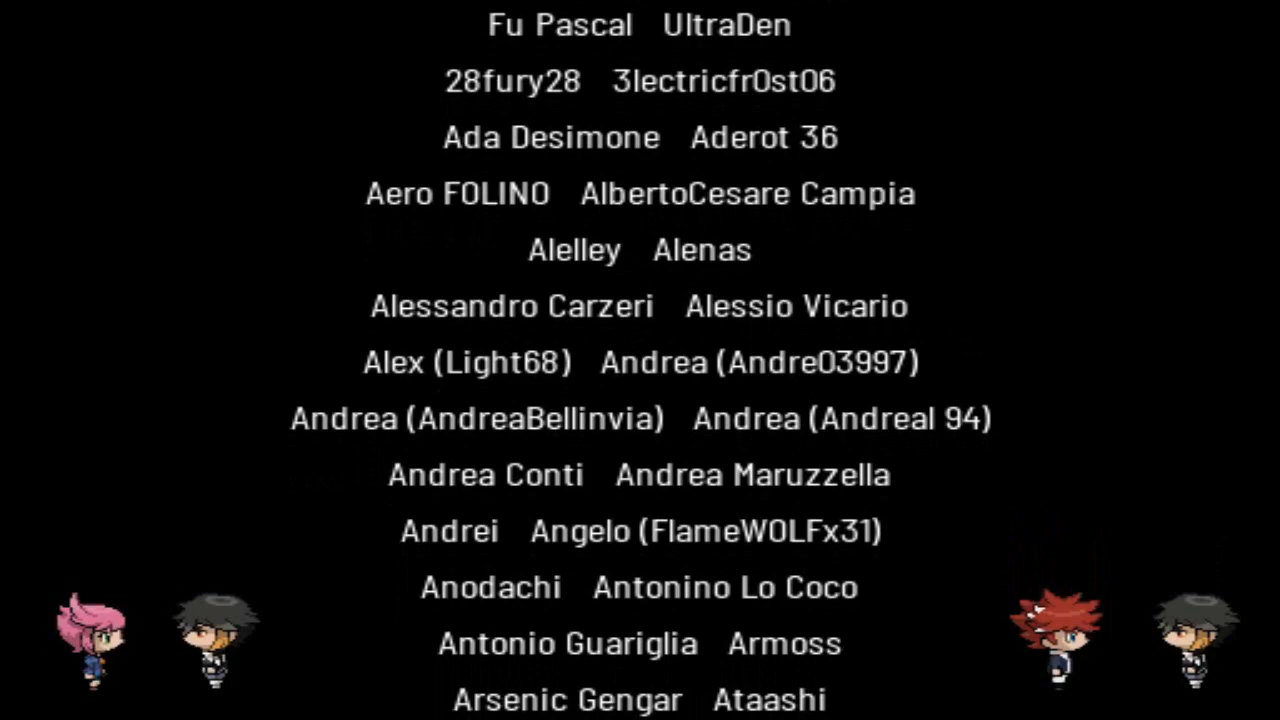 Fu Pascal UltraDen
28fury28 3lectricfr0st06
Ada Desimone Aderot 36
Aero FOLINO AlbertoCesare Campia
Alelley Alenas
Alessandro Carzeri Alessio Vicario
Alex (Light68) Andrea (Andre03997)
Andrea (AndreaBellinvia) Andrea (Andreal 94)
Andrea Conti Andrea Maruzzella
Andrei Angelo (FlameWOLFx31)
Anodachi Antonino Lo Coco
Antonio Guariglia Armoss
Arsenic Gengar Ataashi